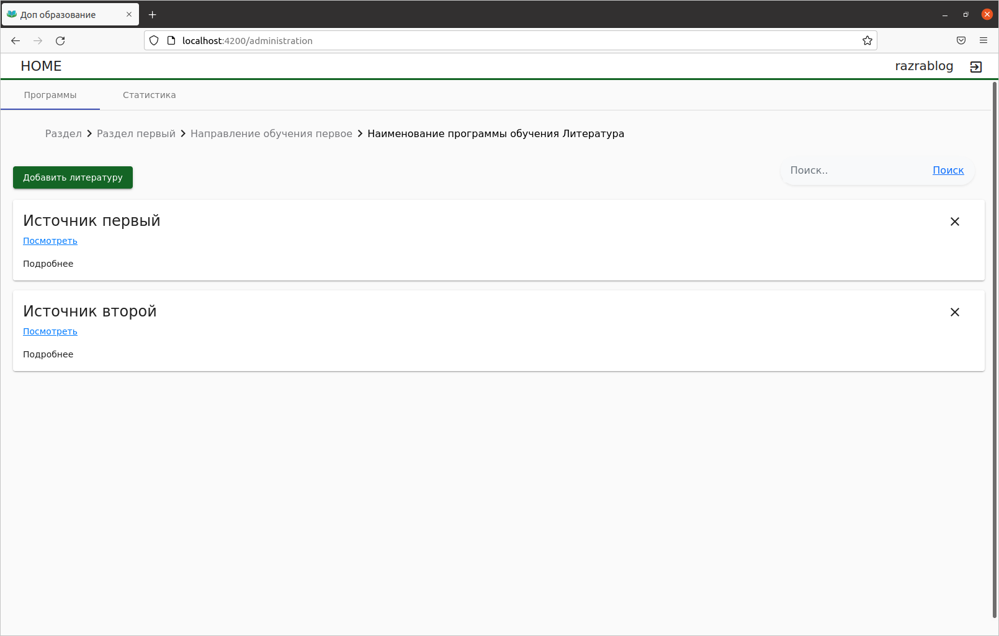 Доп образование
localhost:4200/administration
HOME razrablog
Программы Статистика
Раздел Раздел первый Направление обучения первое Наименование программы обучения Литература
Добавить литературу Поиск.. Поиск
Источник первый
Посмотреть
Подробнее
Источник второй
Посмотреть
Подробнее